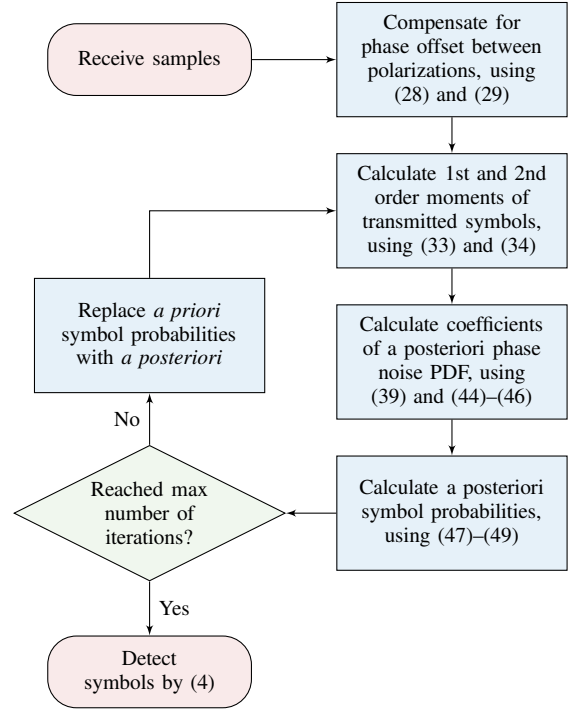 Receive samples
Compensate for
phase offset between
polarizations, using
(28) and (29)
Calculate 1st and 2nd
order moments of
transmitted symbols,
using (33) and (34)
Calculate coefficients
of a posteriori phase
noise PDF, using
(39) and (44)–(46)
Calculate a posteriori
symbol probabilities,
using (47)–(49)
Reached max
number of
iterations?
No
Replace a priori
symbol probabilities
with a posteriori
Yes
Detect
symbols by (4)